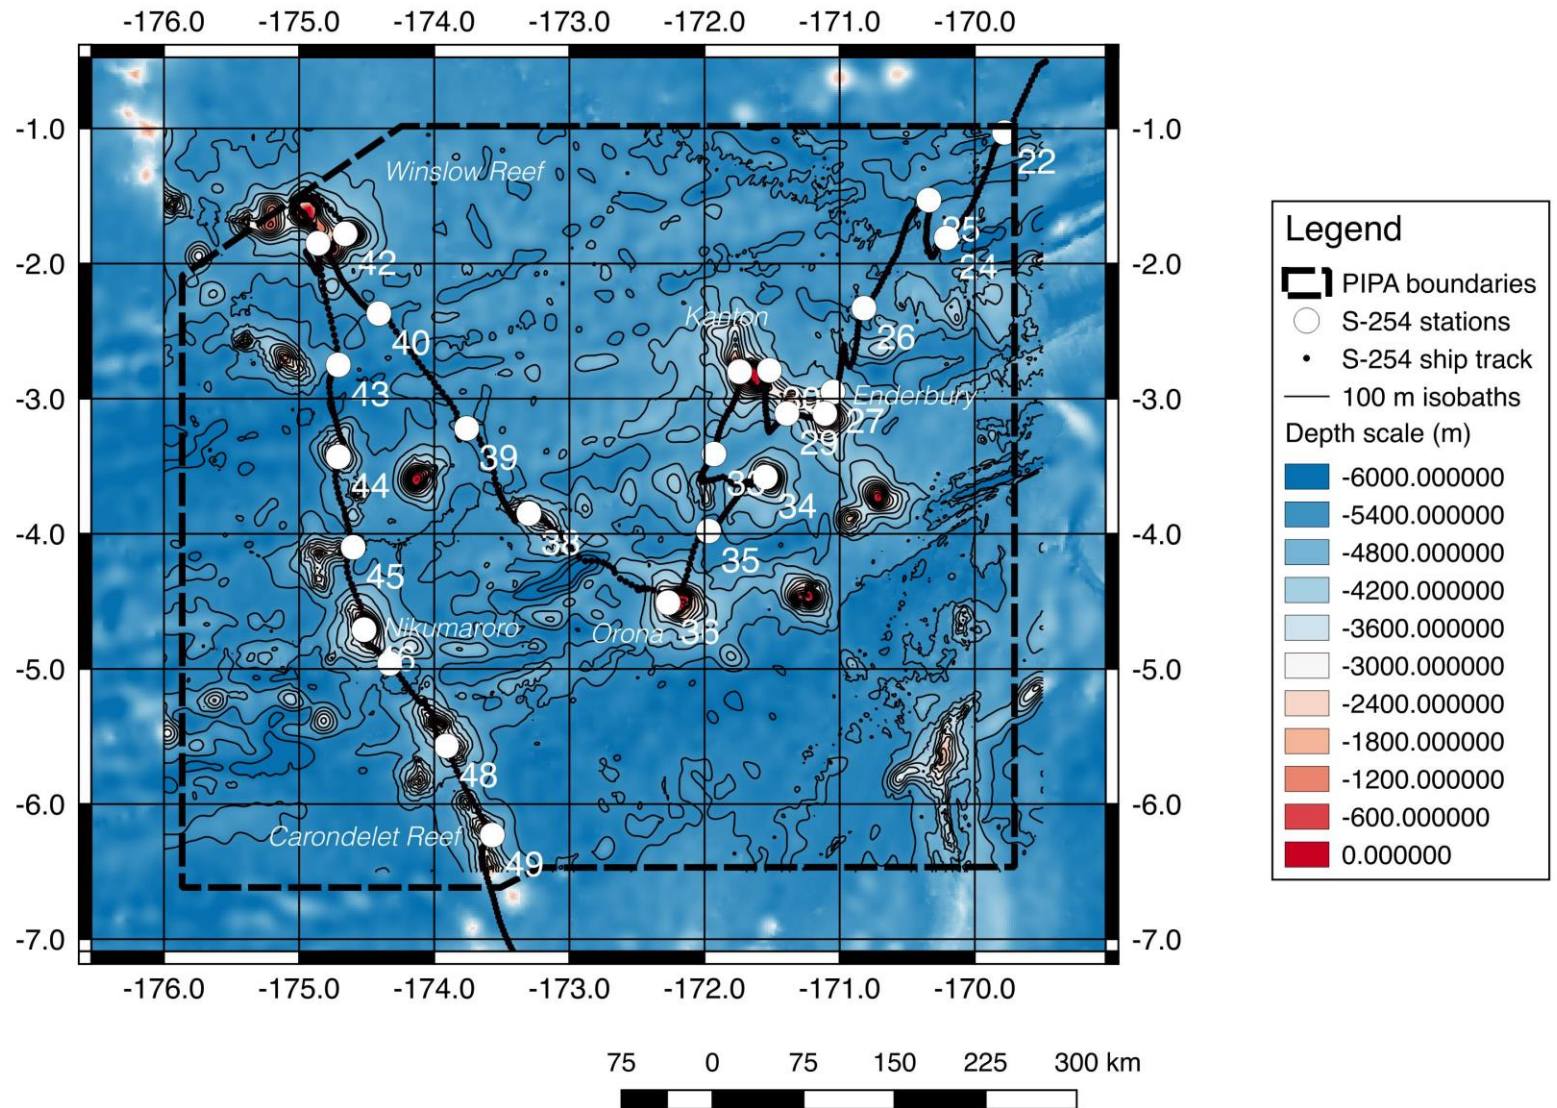 -176.0 -175.0 -174.0 -173.0 -172.0 -171.0 -170.0
-1.0 -1.0
22
Winslow Reef
25
24
42
-2.0 -2.0
Kanton
26
40
43
-3.0 -3.0
Enderbury
27
29
39
44
33
34
-4.0 -4.0
38
35
45
Nikumaroro
Orona
36
-5.0 -5.0
48
-6.0 -6.0
Carondelet Reef
49
-7.0 -7.0
-176.0 -175.0 -174.0 -173.0 -172.0 -171.0 -170.0
75 0 75 150 225 300 km
Legend
PIPA boundaries
S-254 stations
S-254 ship track
100 m isobaths
Depth scale (m)
-6000.000000
-5400.000000
-4800.000000
-4200.000000
-3600.000000
-3000.000000
-2400.000000
-1800.000000
-1200.000000
-600.000000
0.000000